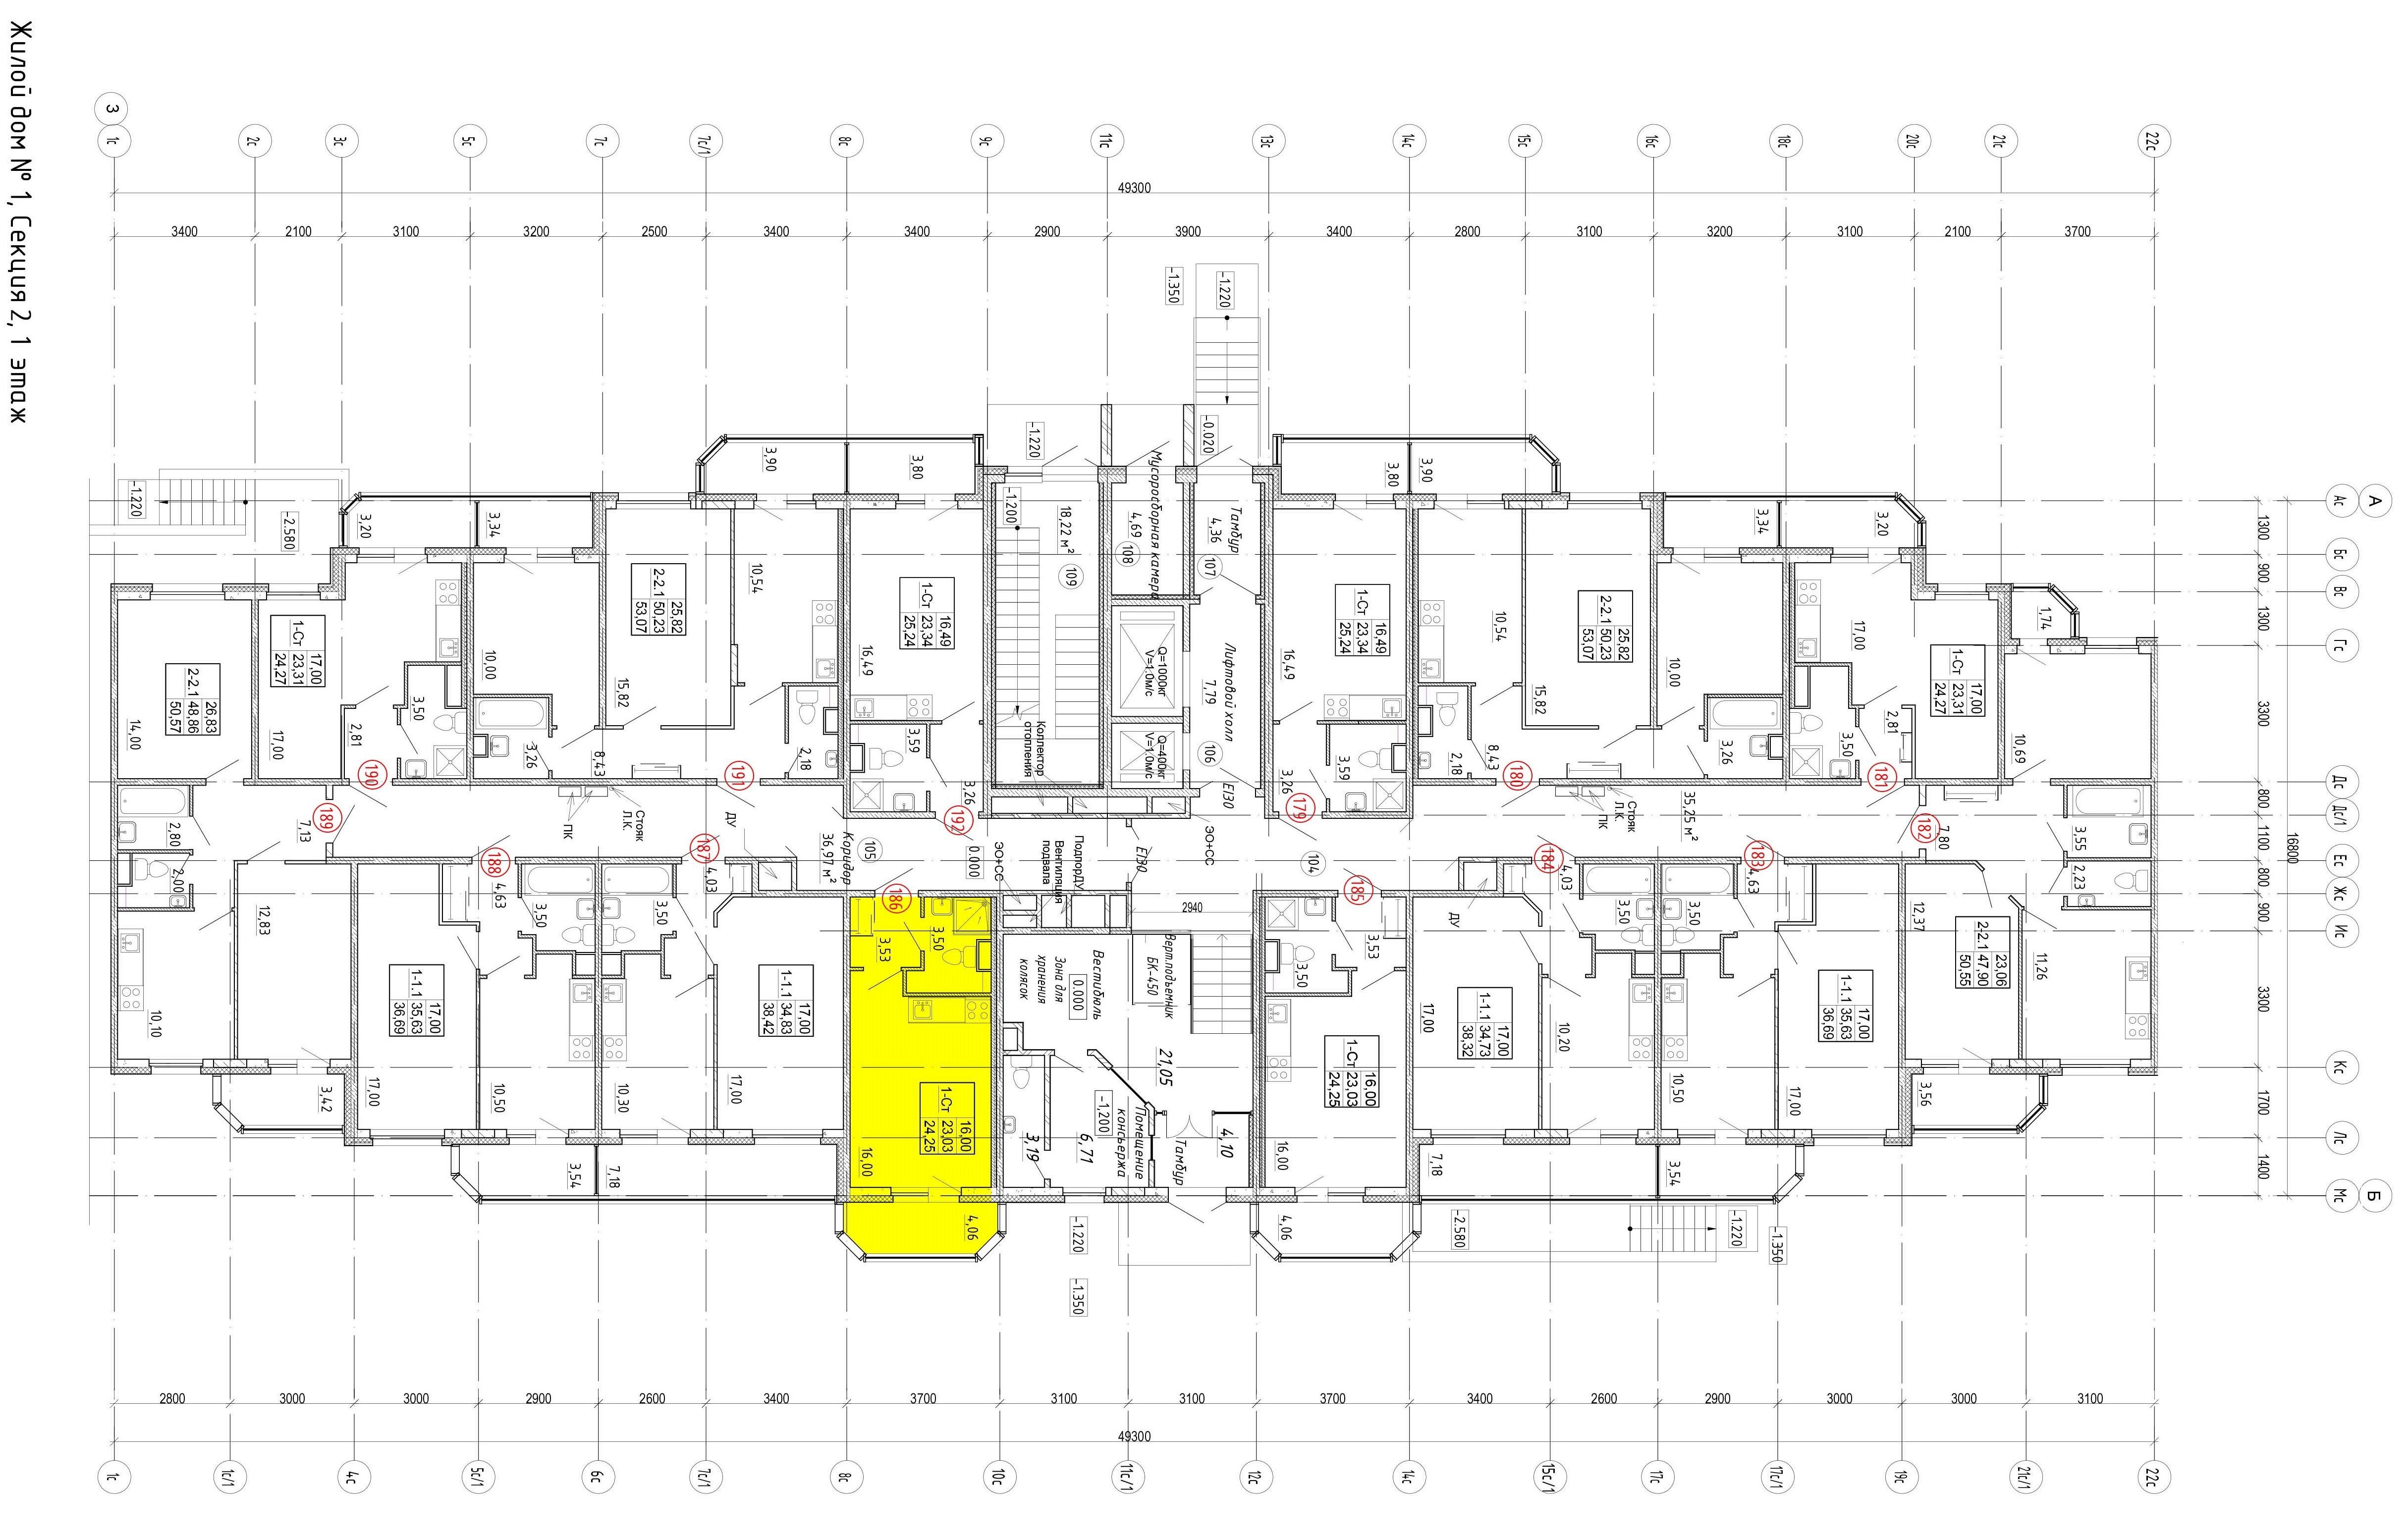 Жилой дом № 1, Секция 2, 1 этаж
3
1с
2с
3с
5с
7с
7с/1
8с
9с
11с
13с
14с
15с
16с
18с
20с
21с
22с
49300
3400
2100
3100
3200
2500
3400
3400
2900
3900
3400
2800
3100
3200
3100
2100
3700
А
Ас
Бс
Вс
Гс
Дс
Дс/1
Ес
Жс
Ис
Кс
Лс
Мс
Б
1300
900
1300
3300
800
1100
800
900
3300
1700
1400
16800
-1.350
-1.220
-0.020
-1.220
-1.200
-1.220
-2.580
3,20
3,34
3,90
3,80
3,80
3,90
3,34
3,20
1,74
Мусоросборная камера
4,69
108
Тамбур
4,36
107
18,22 м²
109
Лифтовой холл
7,79
106
Q=1000кг
V=1,0м/с
Q=400кг
V=1,0м/с
EI30
Коллектор
отопления
2-2.1
26,83
48,86
50,57
14,00
1-Ст
17,00
23,31
24,27
17,00
2,81
3,50
190
10,00
2-2.1
25,82
50,23
53,07
15,82
10,54
3,26
8,43
2,18
191
1-Ст
16,49
23,34
25,24
16,49
3,59
3,26
192
1-Ст
16,49
23,34
25,24
16,49
3,59
3,26
179
10,54
2-2.1
25,82
50,23
53,07
15,82
10,00
2,18
8,43
3,26
180
17,00
1-Ст
17,00
23,31
24,27
2,81
3,50
181
10,69
7,80
182
3,55
2,23
12,37
2-2.1
23,06
47,90
50,55
11,26
3,56
ПК
Стояк
Л.К.
ДУ
Коридор
36,97 м²
105
0.000
ЭО+СС
Вентиляция
подвала
ПодпорДУ
EI30
ЭО+СС
104
35,25 м²
Стояк
Л.К.
ПК
ДУ
2940
189
7,13
2,80
2,00
12,83
10,10
3,42
188
4,63
3,50
1-1.1
17,00
35,63
36,69
17,00
10,50
3,54
187
4,03
3,50
1-1.1
17,00
34,83
38,42
10,30
17,00
7,18
186
3,53
3,50
1-Ст
16,00
23,03
24,25
16,00
4,06
Верт.подъемник
БК-450
Вестибюль
0.000
Зона для
хранения
колясок
21,05
Помещение
консьержа
-1,200
6,71
3,19
Тамбур
4,10
-1.220
-1.350
185
3,53
3,50
1-Ст
16,00
23,03
24,25
16,00
4,06
184
4,03
3,50
1-1.1
17,00
34,73
38,32
17,00
10,20
7,18
183
4,63
3,50
1-1.1
17,00
35,63
36,69
10,50
17,00
3,54
-2.580
-1.220
-1.350
2800
3000
3000
2900
2600
3400
3700
3100
3100
3700
3400
2600
2900
3000
3000
3100
49300
1с
1с/1
4с
5с/1
6с
7с/1
8с
10с
11с/1
12с
14с
15с/1
17с
17с/1
19с
21с/1
22с